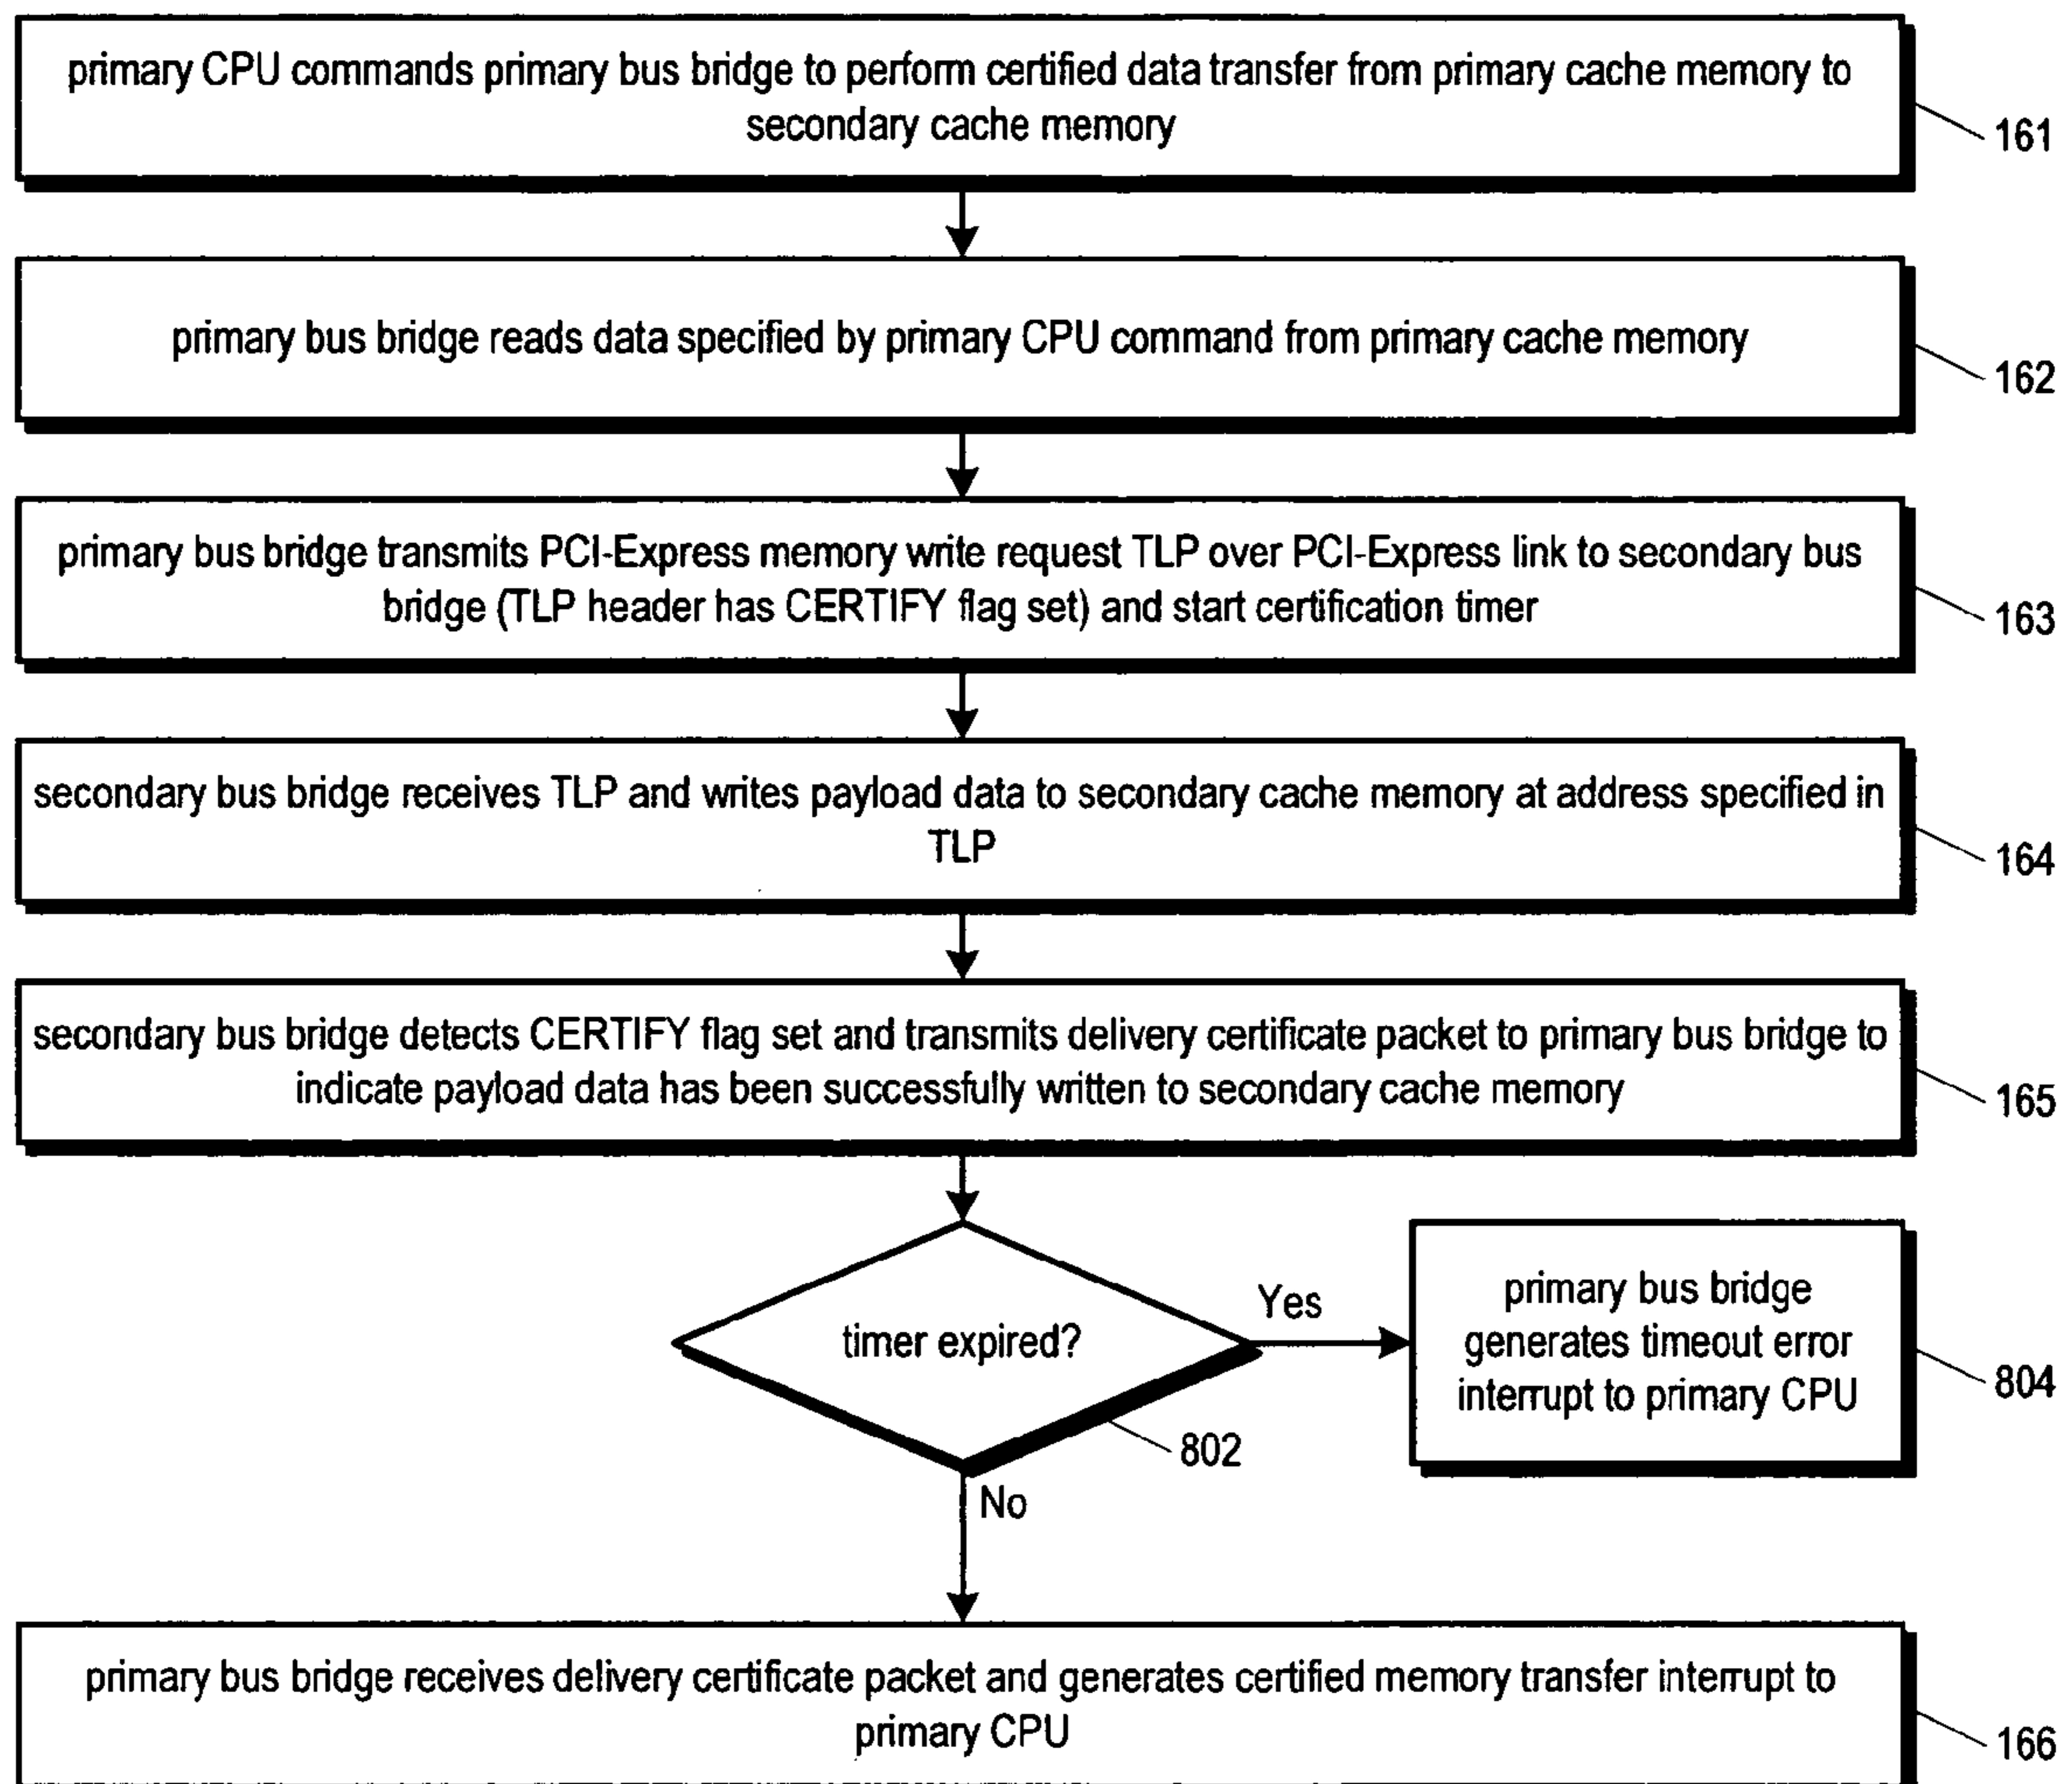 primary CPU commands primary bus bridge to perform certified data transfer from primary cache memory to
secondary cache memory
161
primary bus bridge reads data specified by primary CPU command from primary cache memory
162
primary bus bridge transmits PCI-Express memory write request TLP over PCI-Express link to secondary bus
bridge (TLP header has CERTIFY flag set) and start certification timer
163
secondary bus bridge receives TLP and writes payload data to secondary cache memory at address specified in
TLP
164
secondary bus bridge detects CERTIFY flag set and transmits delivery certificate packet to primary bus bridge to
indicate payload data has been successfully written to secondary cache memory
165
timer expired?
802
Yes
primary bus bridge
generates timeout error
interrupt to primary CPU
804
No
primary bus bridge receives delivery certificate packet and generates certified memory transfer interrupt to
primary CPU
166